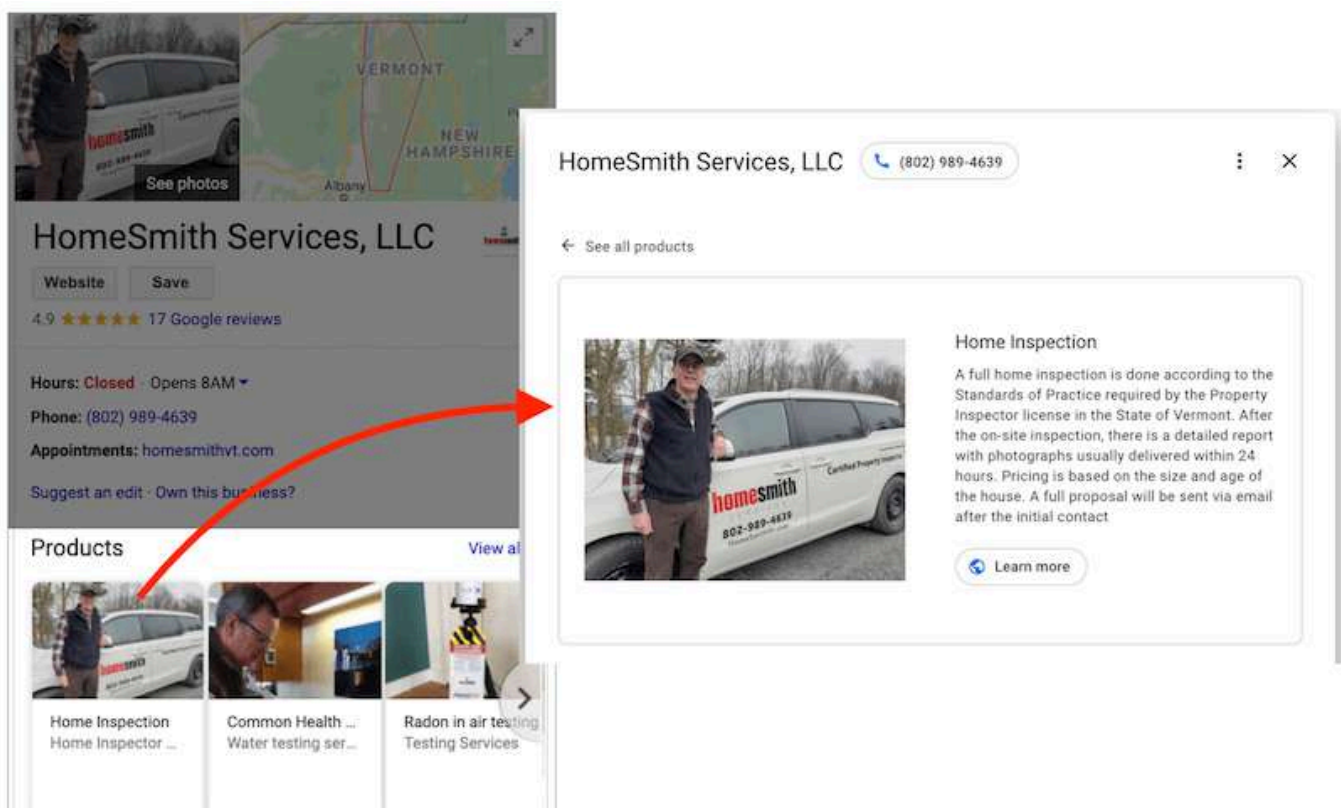 VERMONT
NEW
HAMPSHIRE
Albany
homesmith
802-989-4639
See photos
HomeSmith Services, LLC
Website
Save
4.9 17 Google reviews
Hours: Closed · Opens 8AM
Phone: (802) 989-4639
Appointments: homesmithvt.com
Suggest an edit · Own this business?
Products
View al
homesmith
Home Inspection
Home Inspector ...
Common Health ...
Water testing ser...
Radon in air testing
Testing Services
HomeSmith Services, LLC
(802) 989-4639
← See all products
homesmith
802-989-4639
Certified Property
Home Inspection
A full home inspection is done according to the
Standards of Practice required by the Property
Inspector license in the State of Vermont. After
the on-site inspection, there is a detailed report
with photographs usually delivered within 24
hours. Pricing is based on the size and age of
the house. A full proposal will be sent via email
after the initial contact
Learn more